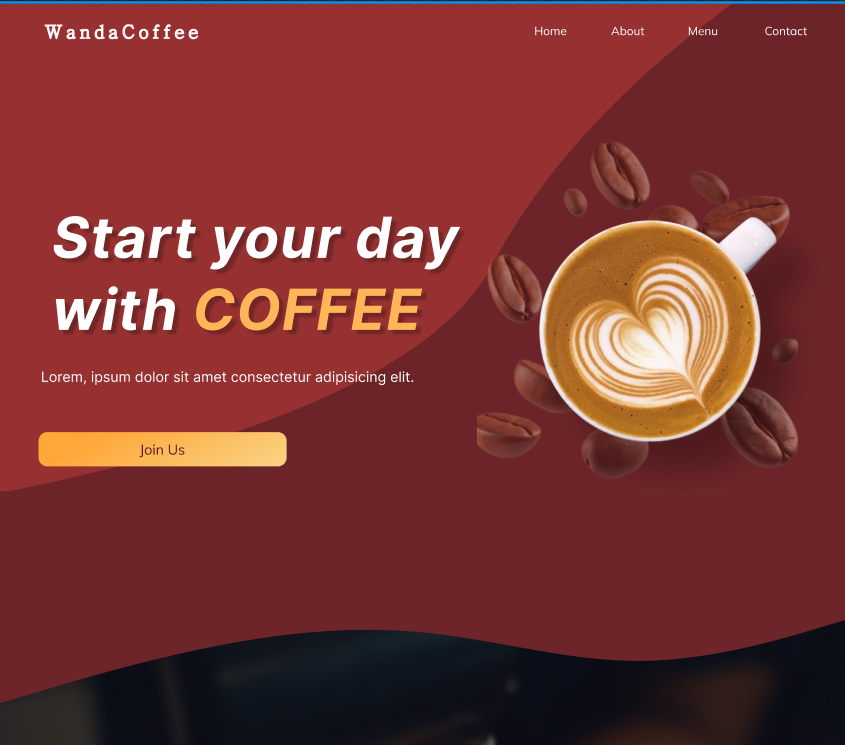 WandaCoffee
Home About Menu Contact
Start your day
with COFFEE
Lorem, ipsum dolor sit amet consectetur adipisicing elit.
Join Us